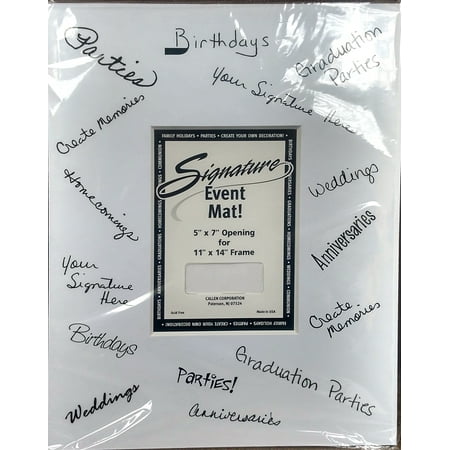 Birthdays
Parties
Graduation
Parties
Your Signature Here
Create Memories
FAMILY HOLIDAYS • PARTIES • CREATE YOUR OWN DECORATION!
Signature
Event
Mat!
5" x 7" Opening
for
11" x 14" Frame
CALLEN CORPORATION
Paterson, NJ 07524
Acid Free
Made in USA
Homecomings
Weddings
Anniversaries
Your
Signature
Here
Create
Memories
Birthdays
Graduation Parties
Parties!
Weddings
Anniversaries